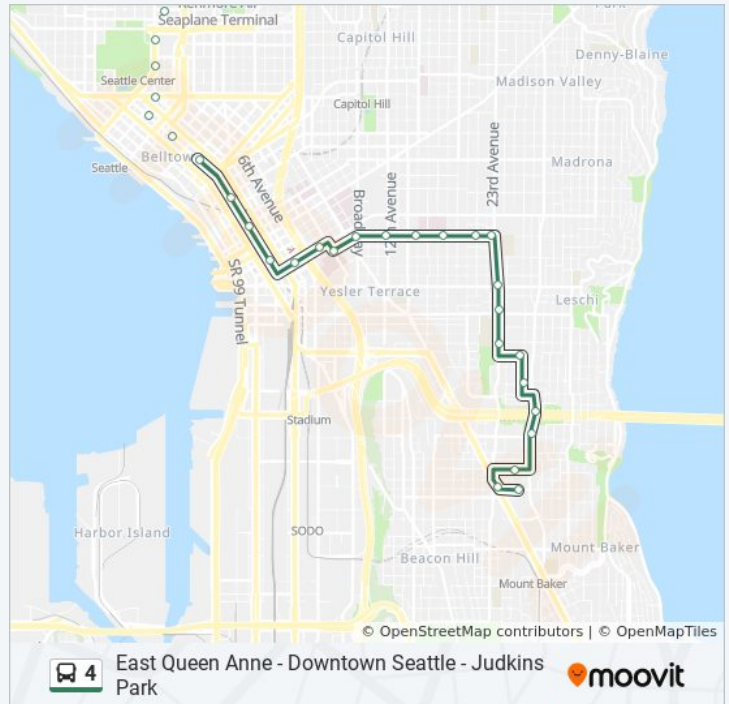 Kenmore Air
Seaplane Terminal
Capitol Hill
Denny-Blaine
Seattle Center
Madison Valley
Capitol Hill
Belltown
6th Avenue
23rd Avenue
Madrona
Seattle
Broadway
12th Avenue
SR 99 Tunnel
Yesler Terrace
Leschi
Stadium
Harbor Island
SODO
Beacon Hill
Mount Baker
Mount Baker
© OpenStreetMap contributors | © OpenMapTiles
4
East Queen Anne - Downtown Seattle - Judkins
Park
moovit